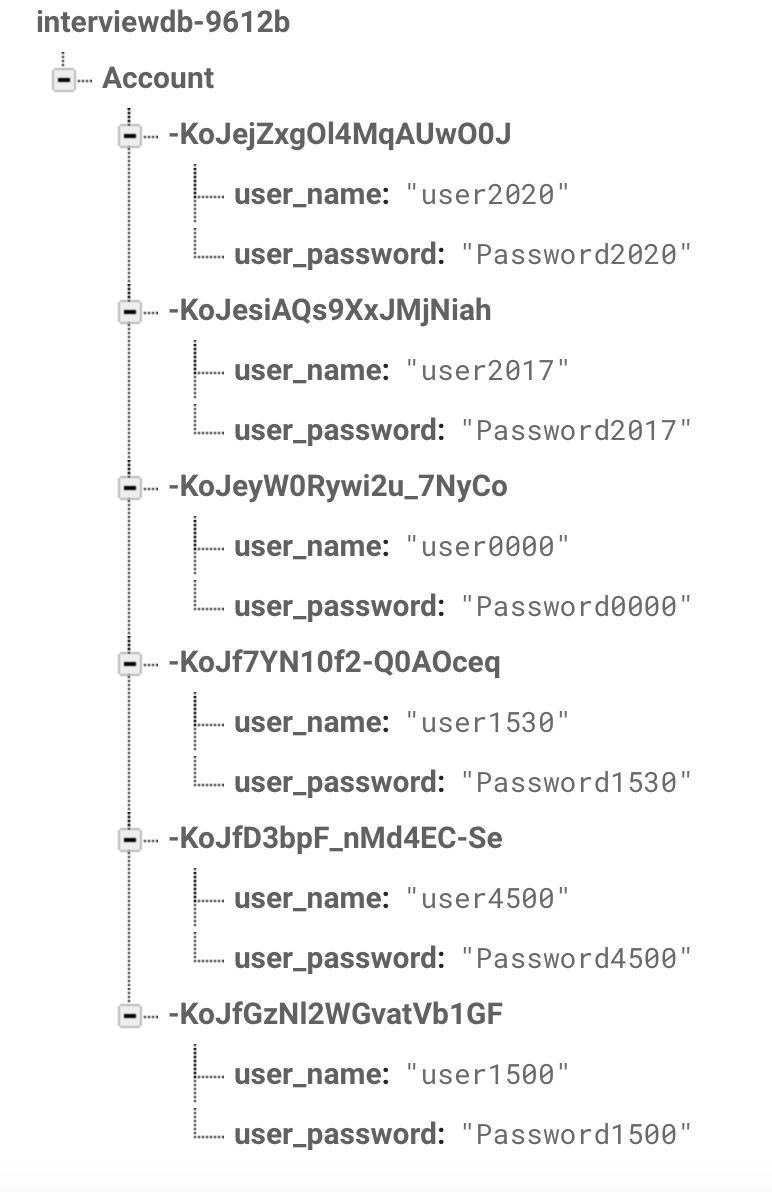 interviewdb-9612b
Account
-KoJejZxgOl4MqAUwO0J
user_name: "user2020"
user_password: "Password2020"
-KoJesiAQs9XxJMjNiah
user_name: "user2017"
user_password: "Password2017"
-KoJeyW0Rywi2u_7NyCo
user_name: "user0000"
user_password: "Password0000"
-KoJf7YN10f2-Q0AOceq
user_name: "user1530"
user_password: "Password1530"
-KoJfD3bpF_nMd4EC-Se
user_name: "user4500"
user_password: "Password4500"
-KoJfGzNl2WGvatVb1GF
user_name: "user1500"
user_password: "Password1500"